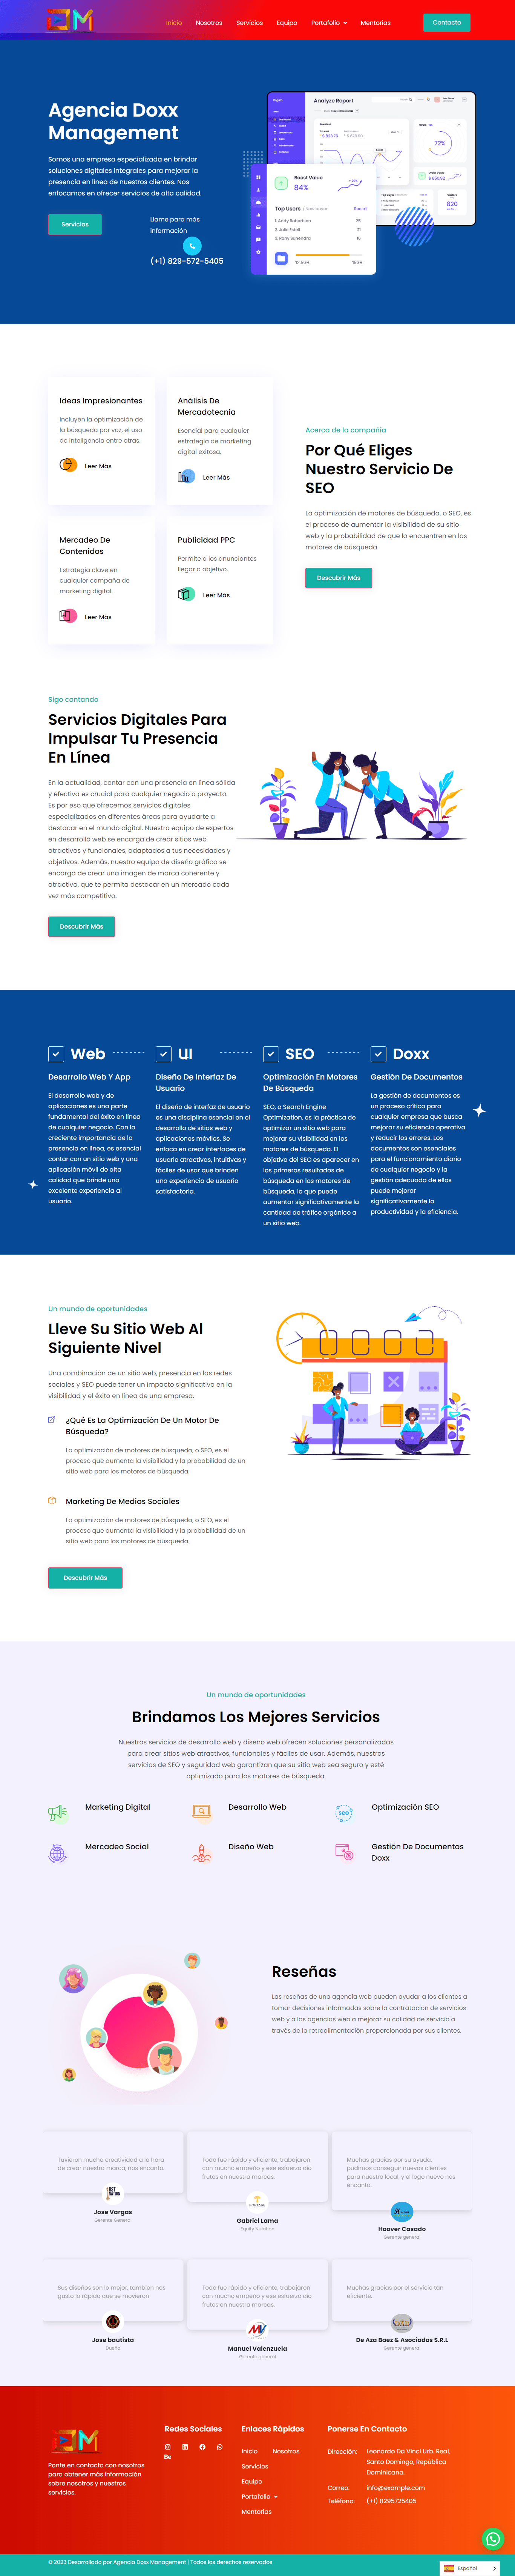 Inicio Nosotros Servicios Equipo Portafolio Mentorias Contacto
Agencia Doxx
Management
Somos una empresa especializada en brindar
soluciones digitales integrales para mejorar la
presencia en línea de nuestros clientes. Nos
enfocamos en ofrecer servicios de alta calidad.
Servicios
Llame para más
información
(+1) 829-572-5405
Analyze Report
72%
Boost Value
84%
Top Users
See all
1. Andy Robertson
2. Julia Estell
3. Reny Suhendra
820
Ideas Impresionantes
Incluyen la optimización de
la búsqueda por voz, el uso
de inteligencia entre otras.
Leer Más
Análisis De
Mercadotecnia
Esencial para cualquier
estrategia de marketing
digital exitosa.
Leer Más
Mercadeo De
Contenidos
Estrategia clave en
cualquier campaña de
marketing digital.
Leer Más
Publicidad PPC
Permite a los anunciantes
llegar a objetivo.
Leer Más
Acerca de la compañía
Por Qué Eliges
Nuestro Servicio De
SEO
La optimización de motores de búsqueda, o SEO, es
el proceso de aumentar la visibilidad de su sitio
web y la probabilidad de que lo encuentren en los
motores de búsqueda.
Descubrir Más
Sigo contando
Servicios Digitales Para
Impulsar Tu Presencia
En Línea
En la actualidad, contar con una presencia en línea sólida
y efectiva es crucial para cualquier negocio o proyecto.
Es por eso que ofrecemos servicios digitales
especializados en diferentes áreas para ayudarte a
destacar en el mundo digital. Nuestro equipo de expertos
en desarrollo web se encarga de crear sitios web
atractivos y funcionales, adaptados a tus necesidades y
objetivos. Además, nuestro equipo de diseño gráfico se
encarga de crear una imagen de marca coherente y
atractiva, que te permita destacar en un mercado cada
vez más competitivo.
Descubrir Más
Web
Desarrollo Web Y App
El desarrollo web y de
aplicaciones es una parte
fundamental del éxito en línea
de cualquier negocio. Con la
creciente importancia de la
presencia en línea, es esencial
contar con un sitio web y una
aplicación móvil de alta
calidad que brinde una
excelente experiencia al
usuario.
UI
Diseño De Interfaz De
Usuario
El diseño de interfaz de usuario
es una disciplina esencial en el
desarrollo de sitios web y
aplicaciones móviles. Se
enfoca en crear interfaces de
usuario atractivas, intuitivas y
fáciles de usar que brinden
una experiencia de usuario
satisfactoria.
SEO
Optimización En Motores
De Búsqueda
SEO, o Search Engine
Optimization, es la práctica de
optimizar un sitio web para
mejorar su visibilidad en los
motores de búsqueda. El
objetivo del SEO es aparecer en
los primeros resultados de
búsqueda en los motores de
búsqueda, lo que puede
aumentar significativamente la
cantidad de tráfico orgánico a
un sitio web.
Doxx
Gestión De Documentos
La gestión de documentos es
un proceso crítico para
cualquier empresa que busca
mejorar su eficiencia operativa
y reducir los errores. Los
documentos son esenciales
para el funcionamiento diario
de cualquier negocio y la
gestión adecuada de ellos
puede mejorar
significativamente la
productividad y la eficiencia.
Un mundo de oportunidades
Lleve Su Sitio Web Al
Siguiente Nivel
Una combinación de un sitio web, presencia en las redes
sociales y SEO puede tener un impacto significativo en la
visibilidad y el éxito en línea de una empresa.
¿Qué Es La Optimización De Un Motor De
Búsqueda?
La optimización de motores de búsqueda, o SEO, es el
proceso que aumenta la visibilidad y la probabilidad de un
sitio web para los motores de búsqueda.
Marketing De Medios Sociales
La optimización de motores de búsqueda, o SEO, es el
proceso que aumenta la visibilidad y la probabilidad de un
sitio web para los motores de búsqueda.
Descubrir Más
Un mundo de oportunidades
Brindamos Los Mejores Servicios
Nuestros servicios de desarrollo web y diseño web ofrecen soluciones personalizadas
para crear sitios web atractivos, funcionales y fáciles de usar. Además, nuestros
servicios de SEO y seguridad web garantizan que su sitio web sea seguro y esté
optimizado para los motores de búsqueda.
Marketing Digital
Desarrollo Web
SEO
Optimización SEO
Mercadeo Social
Diseño Web
Gestión De Documentos
Doxx
Reseñas
Las reseñas de una agencia web pueden ayudar a los clientes a
tomar decisiones informadas sobre la contratación de servicios
web y a las agencias web a mejorar su calidad de servicio a
través de la retroalimentación proporcionada por sus clientes.
Tuvieron mucha creatividad a la hora
de crear nuestra marca, nos encanto.
Jose Vargas
Gerente General
Todo fue rápido y eficiente, trabajaron
con mucho empeño y ese esfuerzo dio
frutos en nuestra marcas.
Gabriel Lama
Equity Nutrition
Muchas gracias por su ayuda,
pudimos conseguir nuevos clientes
para nuestro local, y el logo nuevo nos
encanto.
Hoover Casado
Gerente general
Sus diseños son lo mejor, tambien nos
gusto lo rápido que se movieron
Jose bautista
Dueño
Todo fue rápido y eficiente, trabajaron
con mucho empeño y ese esfuerzo dio
frutos en nuestra marcas.
Manuel Valenzuela
Gerente general
Muchas gracias por el servicio tan
eficiente.
De Aza Baez & Asociados S.R.L
Gerente general
Ponte en contacto con nosotros
para obtener más información
sobre nosotros y nuestros
servicios.
Redes Sociales
Enlaces Rápidos
Inicio Nosotros
Servicios
Equipo
Portafolio
Mentorias
Ponerse En Contacto
Dirección: Leonardo Da Vinci Urb. Real,
Santo Domingo, República
Dominicana.
Correo: info@example.com
Teléfono: (+1) 8295725405
© 2023 Desarrollado por Agencia Doxx Management | Todos los derechos reservados
Español